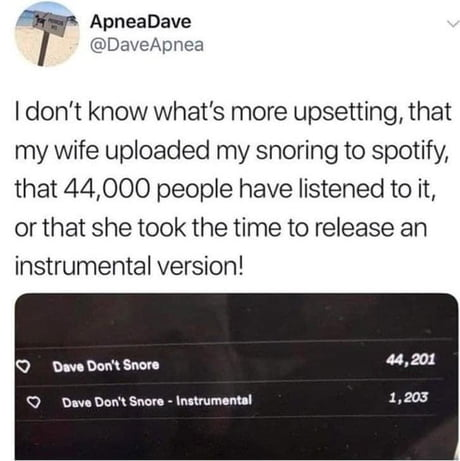 ApneaDave
@DaveApnea
I don't know what's more upsetting, that
my wife uploaded my snoring to spotify,
that 44,000 people have listened to it,
or that she took the time to release an
instrumental version!
Dave Don't Snore 44,201
Dave Don't Snore - Instrumental 1,203